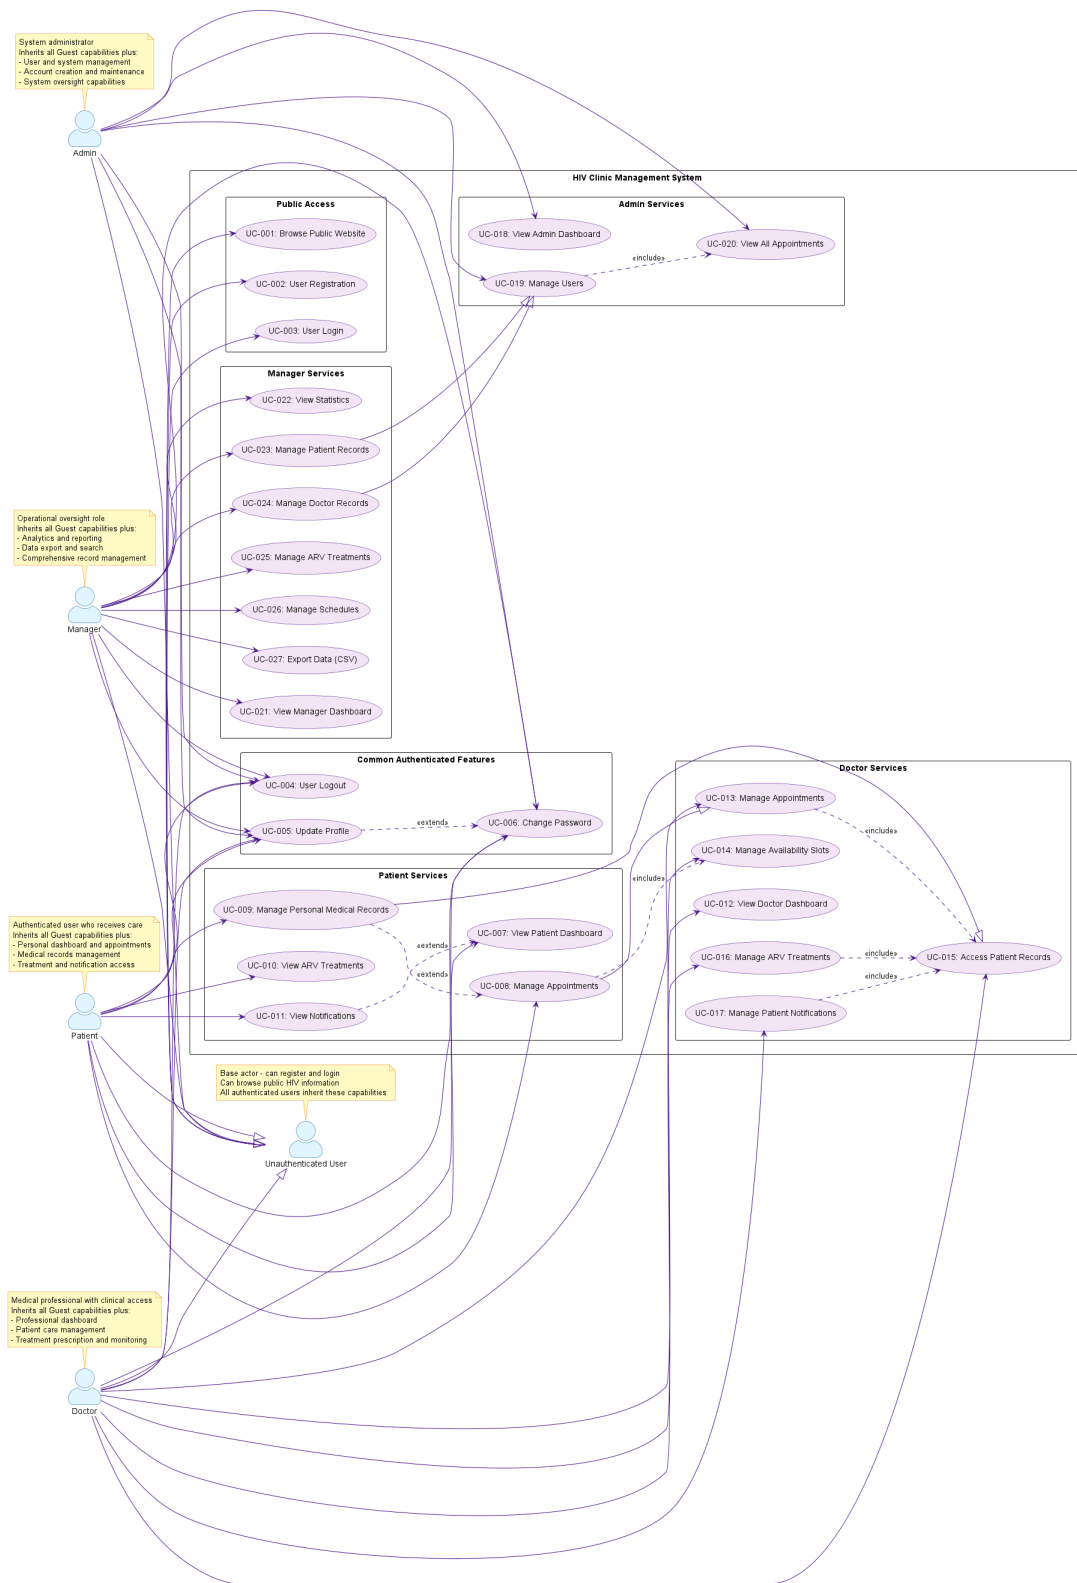 System administrator
Inherits all Guest capabilities plus:
- User and system management
- Account creation and maintenance
- System oversight capabilities
Admin
HIV Clinic Management System
Public Access
UC-001: Browse Public Website
UC-002: User Registration
UC-003: User Login
Admin Services
UC-018: View Admin Dashboard
UC-020: View All Appointments
«include»
UC-019: Manage Users
Manager Services
UC-022: View Statistics
UC-023: Manage Patient Records
UC-024: Manage Doctor Records
UC-025: Manage ARV Treatments
UC-026: Manage Schedules
UC-027: Export Data (CSV)
UC-021: View Manager Dashboard
Operational oversight role
Inherits all Guest capabilities plus:
- Analytics and reporting
- Data export and search
- Comprehensive record management
Manager
Common Authenticated Features
UC-004: User Logout
UC-005: Update Profile
«extend»
UC-006: Change Password
Doctor Services
UC-013: Manage Appointments
«include»
UC-014: Manage Availability Slots
UC-012: View Doctor Dashboard
UC-016: Manage ARV Treatments
«include»
UC-015: Access Patient Records
«include»
UC-017: Manage Patient Notifications
Patient Services
«include»
UC-009: Manage Personal Medical Records
«extend»
UC-007: View Patient Dashboard
UC-010: View ARV Treatments
«extend»
UC-008: Manage Appointments
UC-011: View Notifications
Authenticated user who receives care
Inherits all Guest capabilities plus:
- Personal dashboard and appointments
- Medical records management
- Treatment and notification access
Patient
Base actor - can register and login
Can browse public HIV information
All authenticated users inherit these capabilities
Unauthenticated User
Medical professional with clinical access
Inherits all Guest capabilities plus:
- Professional dashboard
- Patient care management
- Treatment prescription and monitoring
Doctor